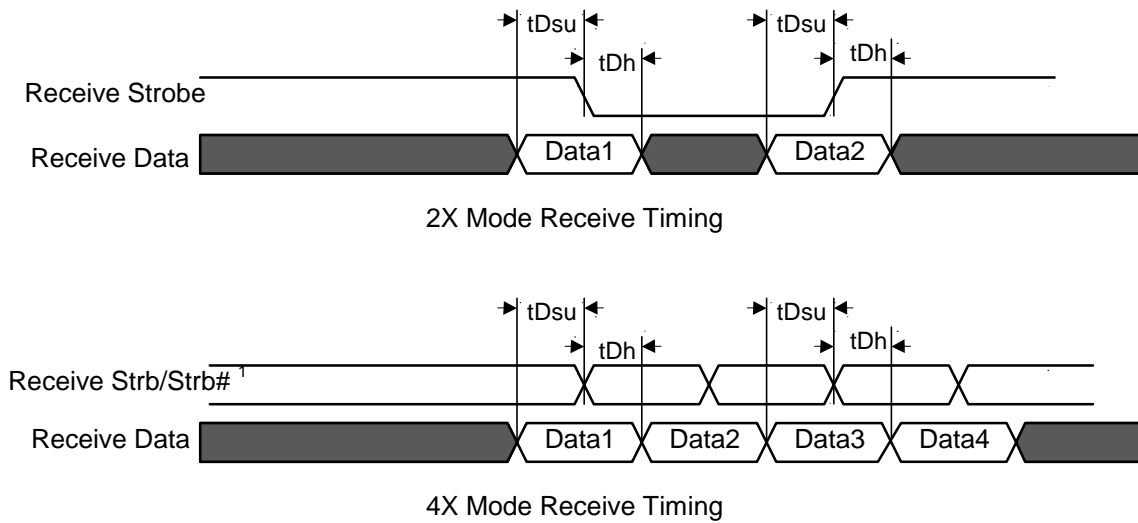 tDsu tDsu
tDh tDh
Receive Strobe
Receive Data Data1 Data2
2X Mode Receive Timing
tDsu tDsu
tDh tDh
Receive Strb/Strb# 1
Receive Data Data1 Data2 Data3 Data4
4X Mode Receive Timing